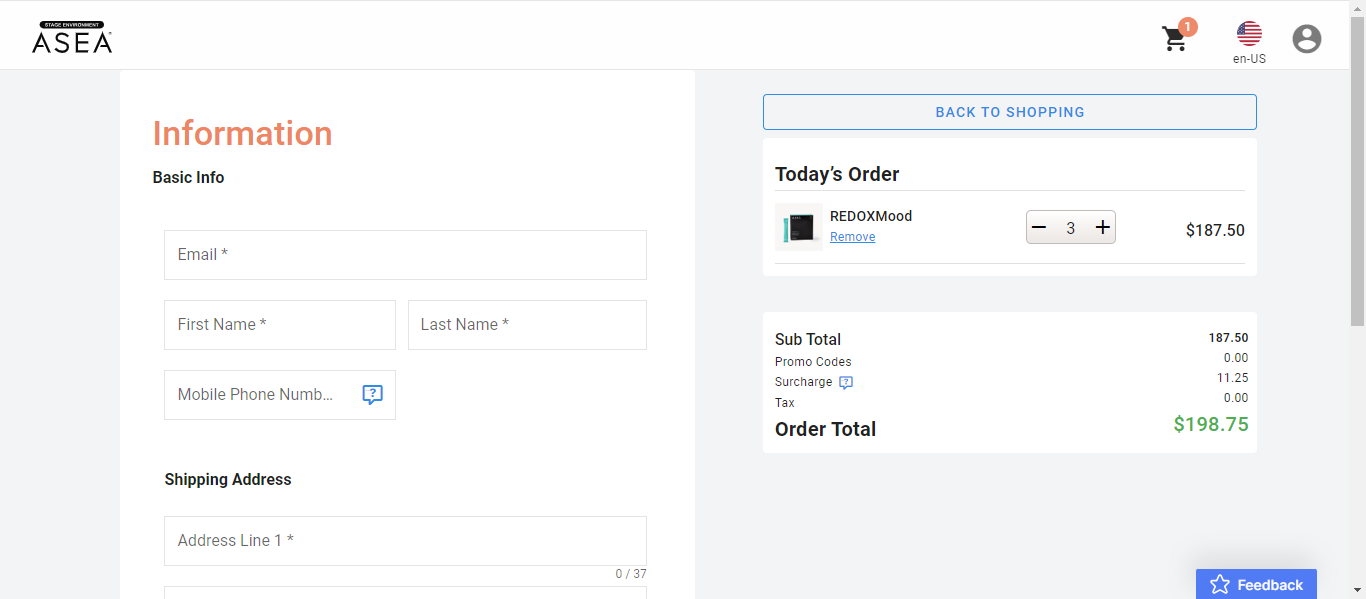 STAGE ENVIRONMENT
ASEA
1
en-US
Information
Basic Info
Email *
First Name *
Last Name *
Mobile Phone Numb...
?
Shipping Address
Address Line 1 *
0 / 37
BACK TO SHOPPING
Today’s Order
REDOXMood
Remove
3
$187.50
Sub Total 187.50
Promo Codes 0.00
Surcharge ? 11.25
Tax 0.00
Order Total $198.75
Feedback